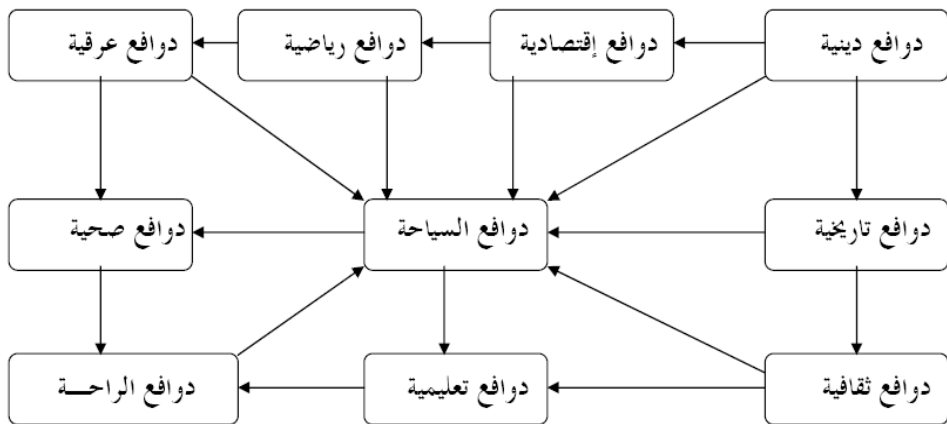 دوافع دينية
دوافع إقتصادية
دوافع رياضية
دوافع عرقية
دوافع تاريخية
دوافع السياحة
دوافع صحية
دوافع ثقافية
دوافع تعليمية
دوافع الراحـــة